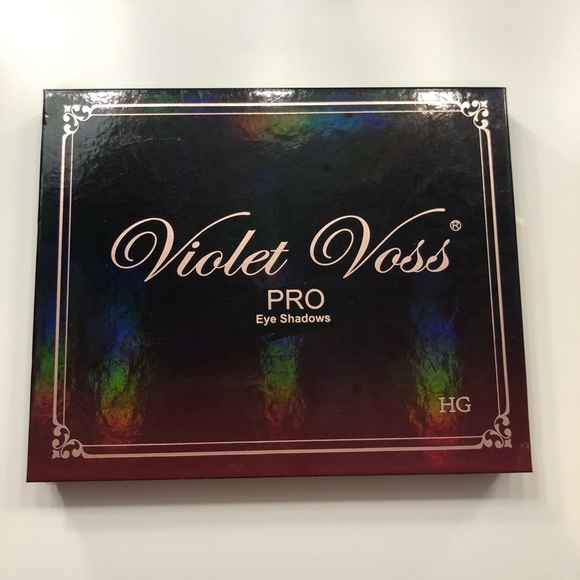 Violet Voss®
PRO
Eye Shadows
HG